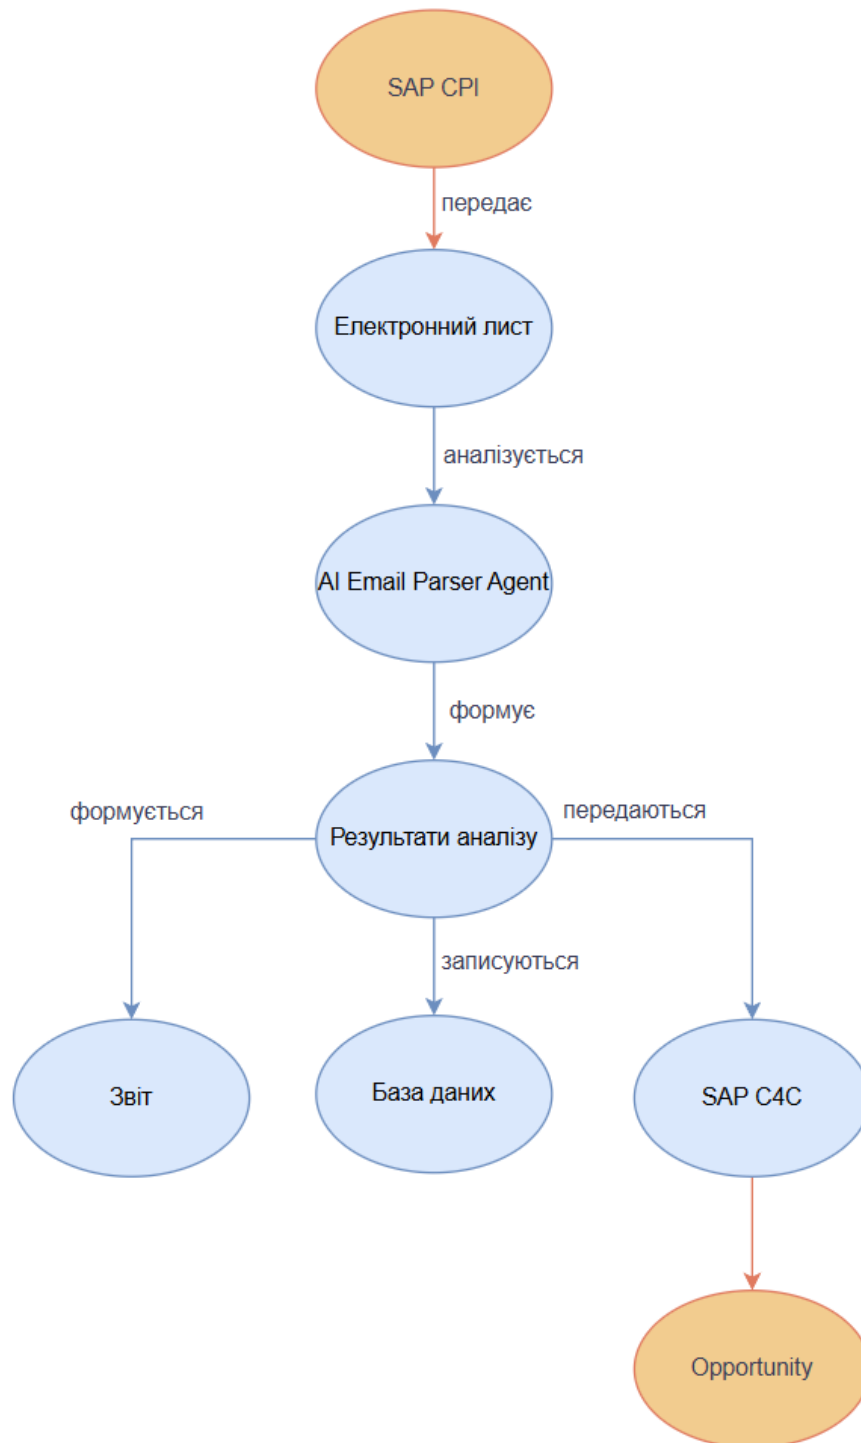 SAP CPI
передає
Електронний лист
аналізується
AI Email Parser Agent
формує
формується
передаються
Результати аналізу
записуються
Звіт
База даних
SAP C4C
Opportunity